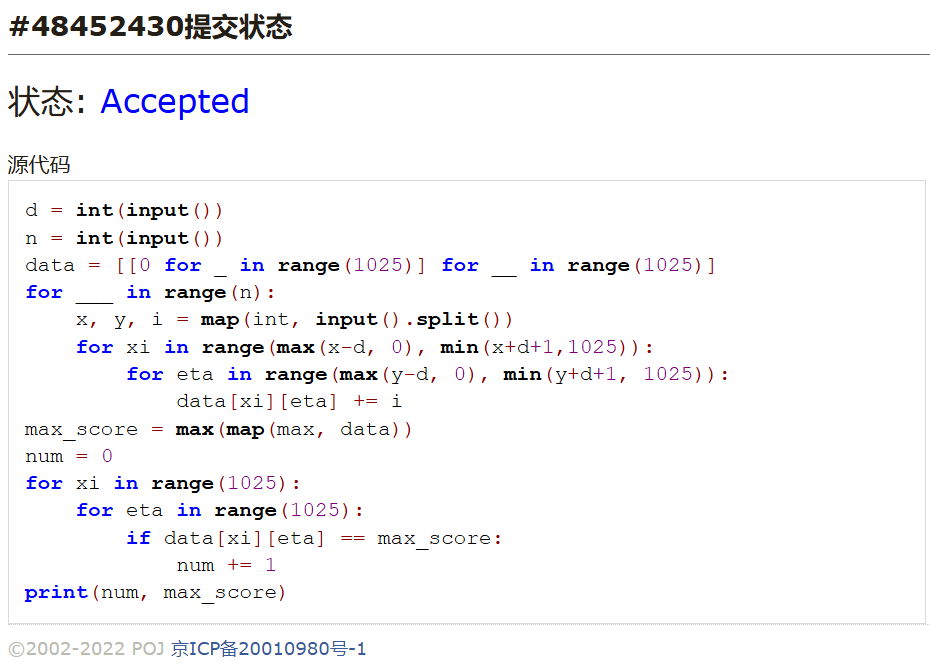 #48452430提交状态
状态: Accepted
源代码
d = int(input())
n = int(input())
data = [[0 for _ in range(1025)] for __ in range(1025)]
for ___ in range(n):
    x, y, i = map(int, input().split())
    for xi in range(max(x-d, 0), min(x+d+1,1025)):
        for eta in range(max(y-d, 0), min(y+d+1, 1025)):
            data[xi][eta] += i
max_score = max(map(max, data))
num = 0
for xi in range(1025):
    for eta in range(1025):
        if data[xi][eta] == max_score:
            num += 1
print(num, max_score)
©2002-2022 POJ 京ICP备20010980号-1